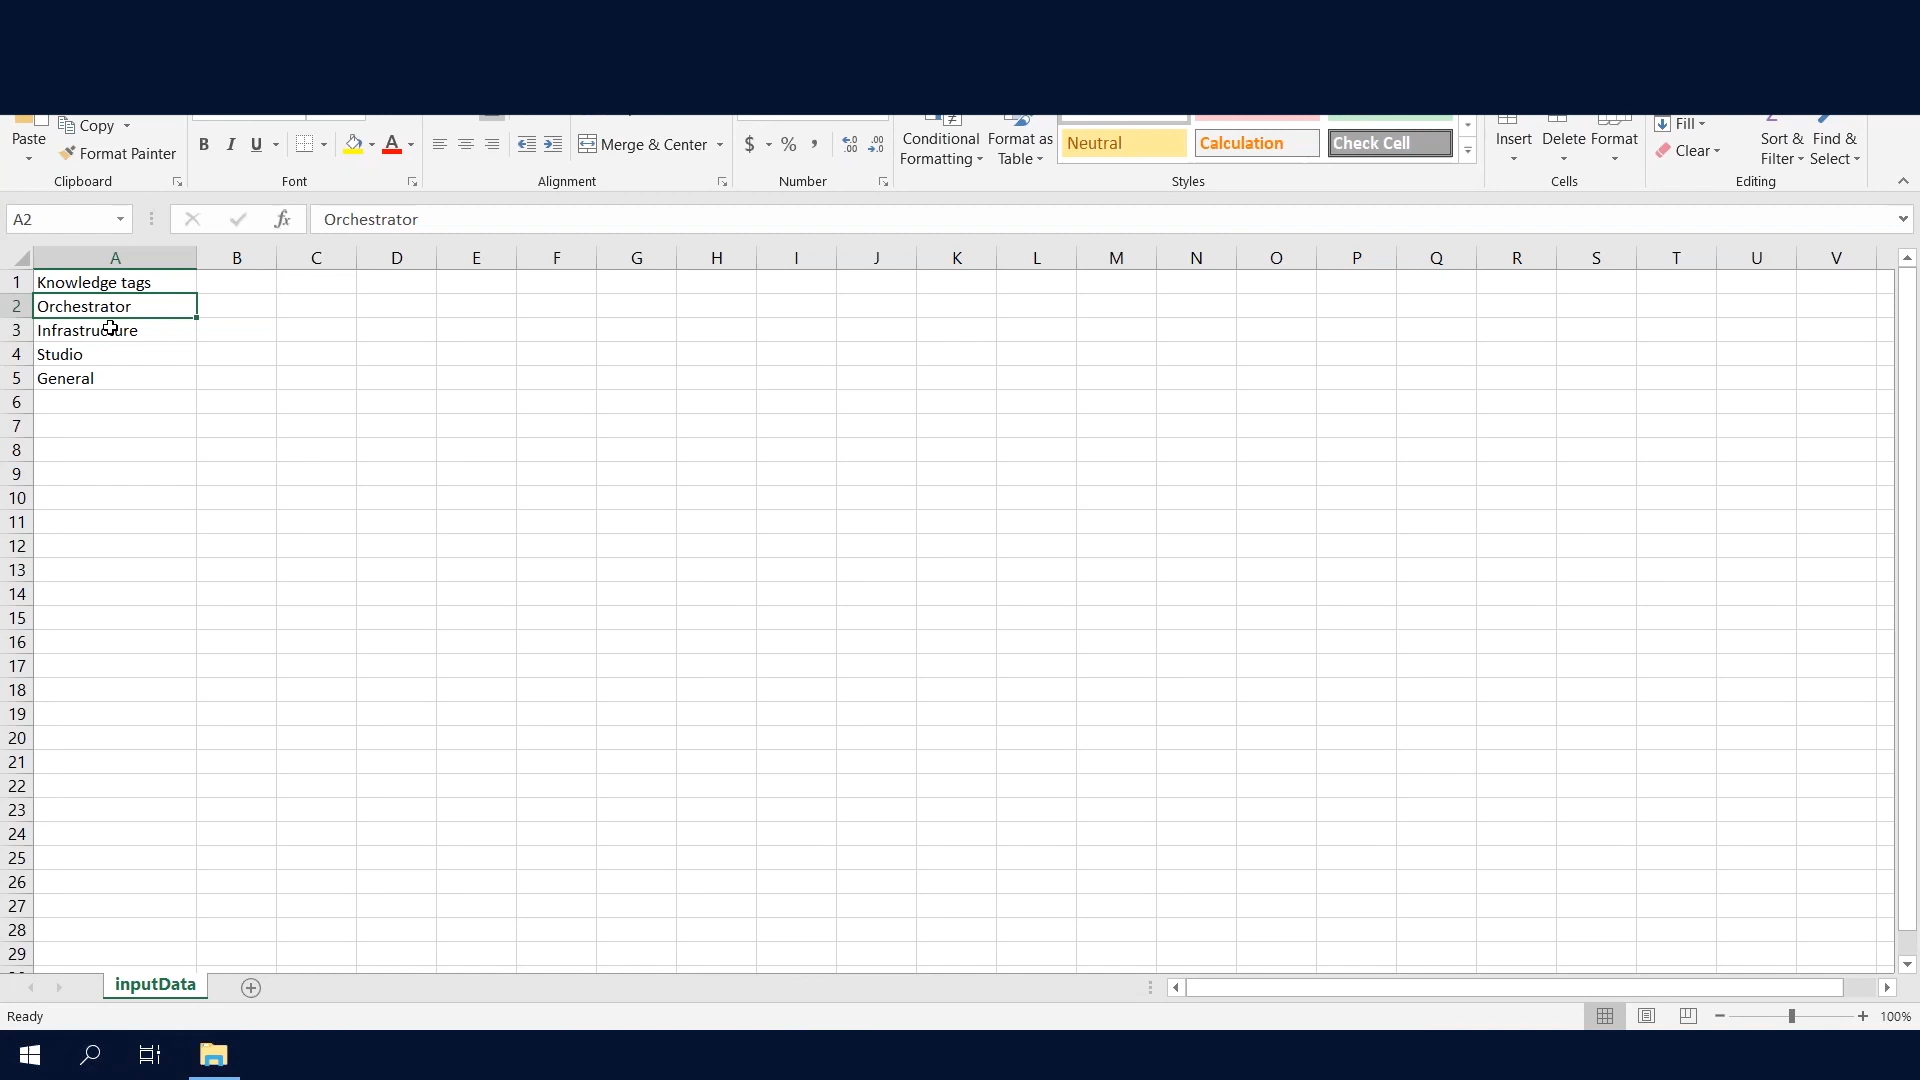 Paste Copy
Format Painter
Clipboard
B I U A
Font
Merge & Center
Alignment
$ % ,
Number
Conditional Formatting
Format as Table
Neutral Calculation Check Cell
Styles
Insert Delete Format
Cells
Fill
Clear
Sort & Filter
Find & Select
Editing
A2 fx Orchestrator
A B C D E F G H I J K L M N O P Q R S T U V
1 Knowledge tags
2 Orchestrator
3 Infrastructure
4 Studio
5 General
6
7
8
9
10
11
12
13
14
15
16
17
18
19
20
21
22
23
24
25
26
27
28
29
inputData
Ready 100%